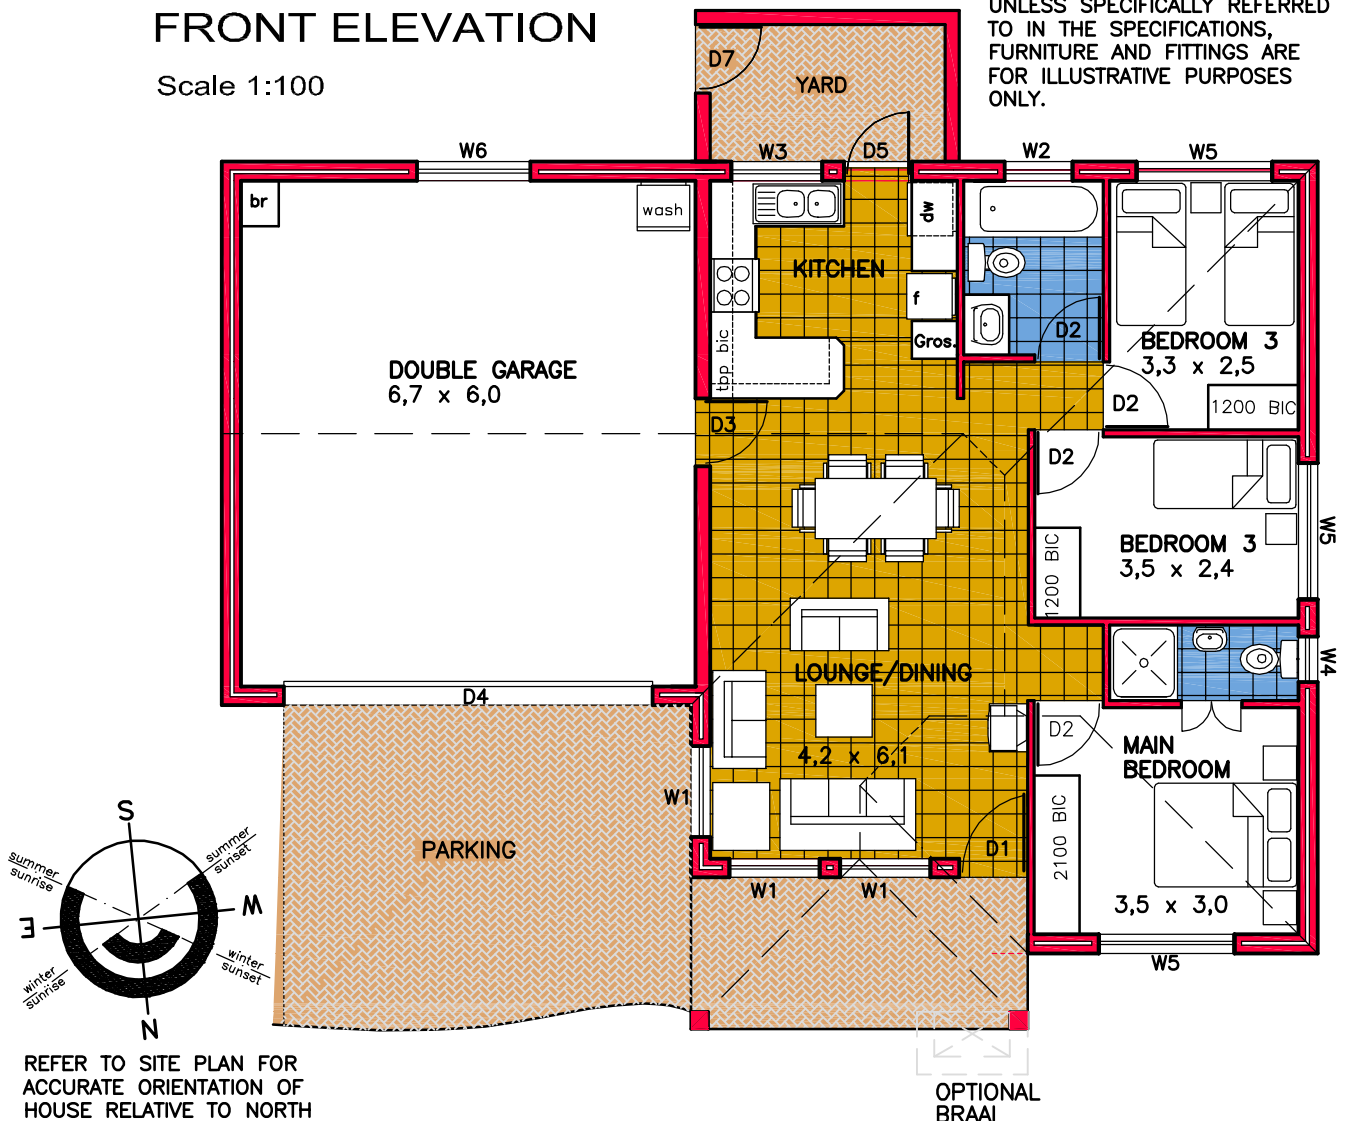 FRONT ELEVATION
Scale 1:100
UNLESS SPECIFICALLY REFERRED
TO IN THE SPECIFICATIONS,
FURNITURE AND FITTINGS ARE
FOR ILLUSTRATIVE PURPOSES
ONLY.
D7
YARD
W6
W3
D5
W2
W5
br
wash
dw
KITCHEN
f
Gros.
top bic
D2
BEDROOM 3
3,3 x 2,5
1200 BIC
DOUBLE GARAGE
6,7 x 6,0
D3
D2
D2
BEDROOM 3
3,5 x 2,4
1200 BIC
W5
LOUNGE/DINING
4,2 x 6,1
W4
D4
D2
MAIN
BEDROOM
3,5 x 3,0
2100 BIC
W1
D1
W1
W1
W5
PARKING
S
summer
sunrise
summer
sunset
E
W
winter
sunrise
winter
sunset
N
REFER TO SITE PLAN FOR
ACCURATE ORIENTATION OF
HOUSE RELATIVE TO NORTH
OPTIONAL
BRAAI